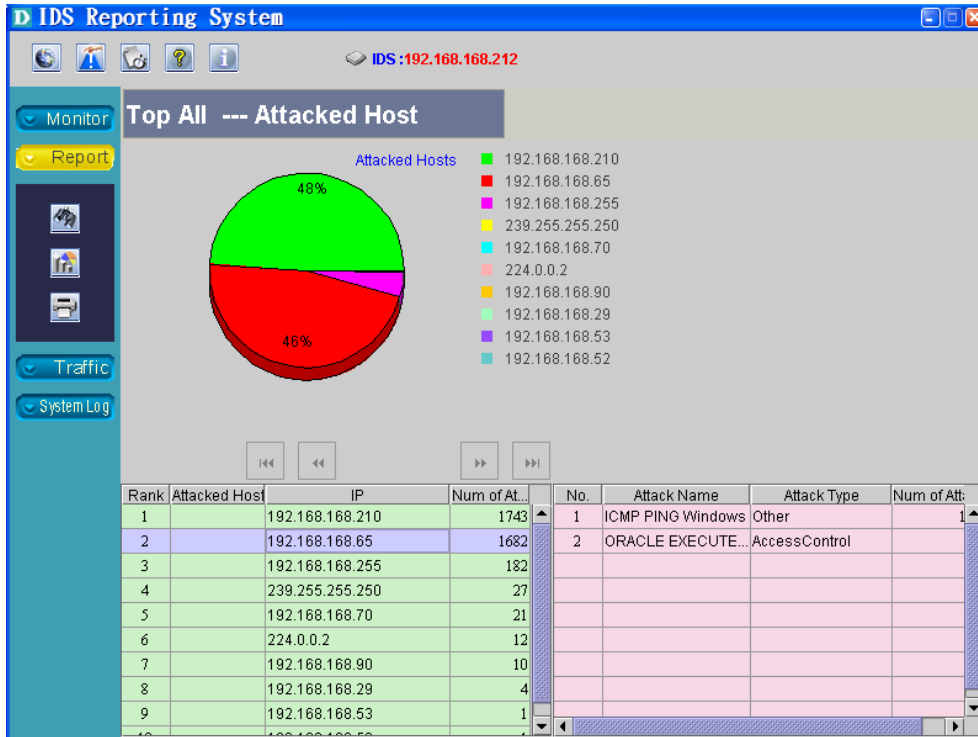 D IDS Reporting System
IDS :192.168.168.212
Monitor
Report
Traffic
System Log
Top All --- Attacked Host
Attacked Hosts
192.168.168.210
192.168.168.65
192.168.168.255
239.255.255.250
192.168.168.70
224.0.0.2
192.168.168.90
192.168.168.29
192.168.168.53
192.168.168.52
48%
46%
Rank Attacked Host IP Num of At...
1 192.168.168.210 1743
2 192.168.168.65 1682
3 192.168.168.255 182
4 239.255.255.250 27
5 192.168.168.70 21
6 224.0.0.2 12
7 192.168.168.90 10
8 192.168.168.29 4
9 192.168.168.53 1
No. Attack Name Attack Type Num of Atta
1 ICMP PING Windows Other 1
2 ORACLE EXECUTE... AccessControl